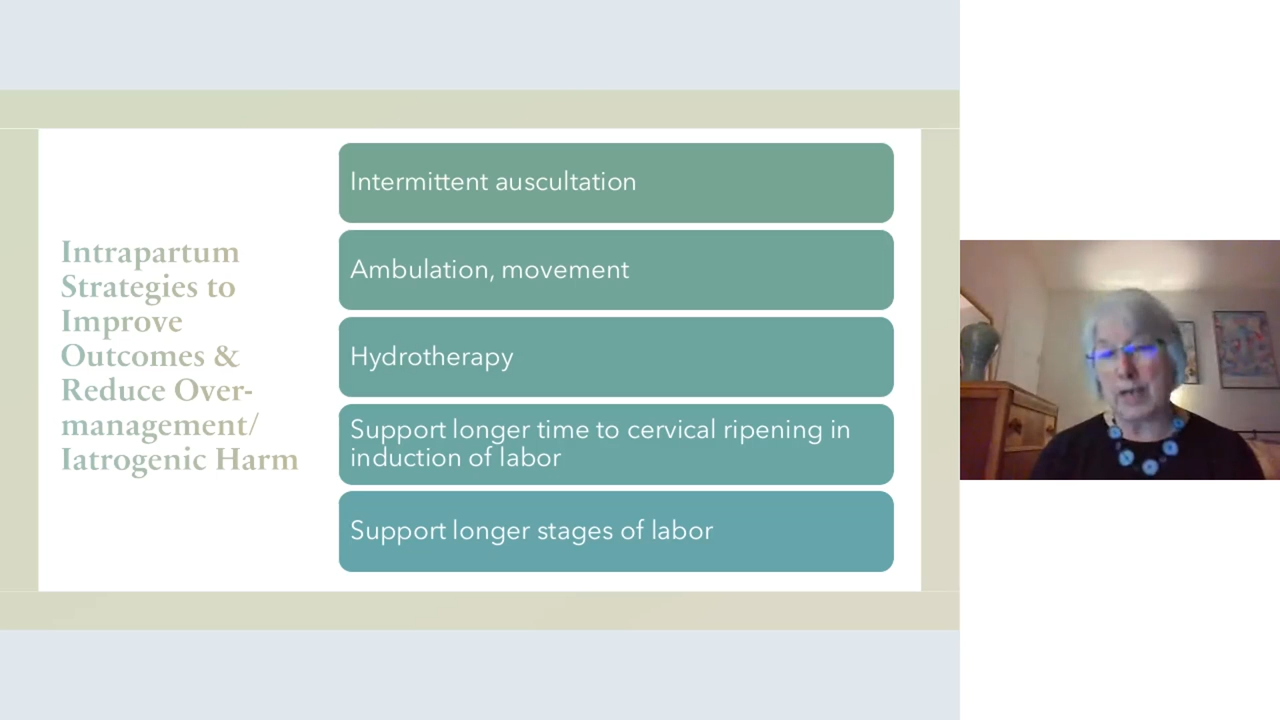 Intrapartum
Strategies to
Improve
Outcomes &
Reduce Over-
management/
Iatrogenic Harm
Intermittent auscultation
Ambulation, movement
Hydrotherapy
Support longer time to cervical ripening in
induction of labor
Support longer stages of labor